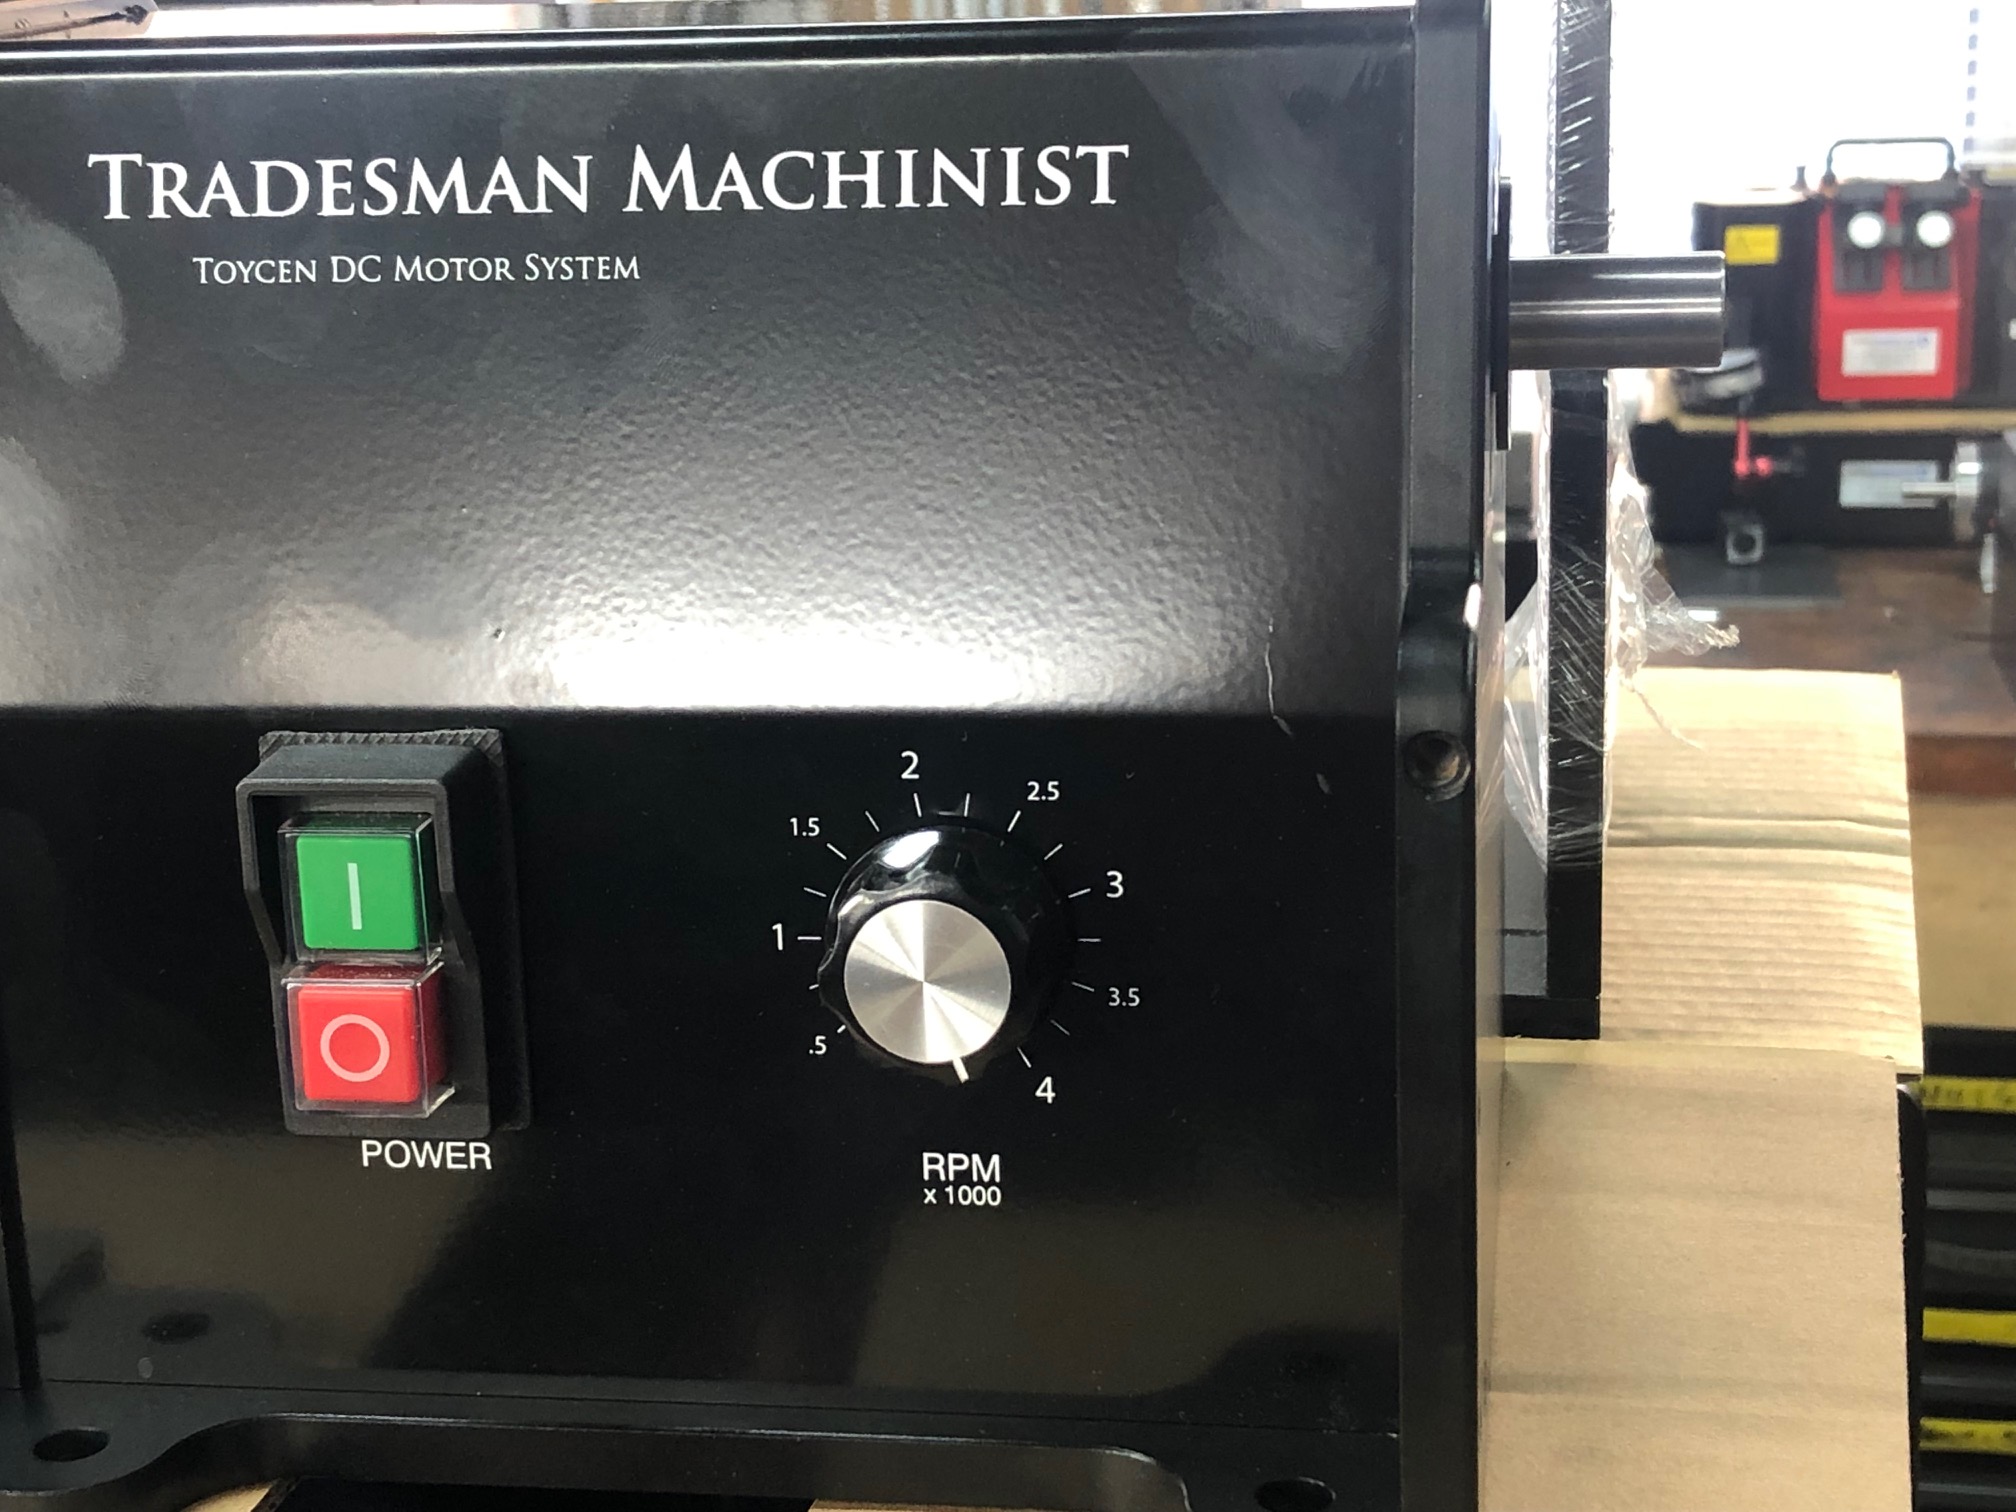 TRADESMAN MACHINIST
TOYCEN DC MOTOR SYSTEM
2
2.5
1.5
3
1
3.5
.5
4
I
O
POWER
RPM
x 1000